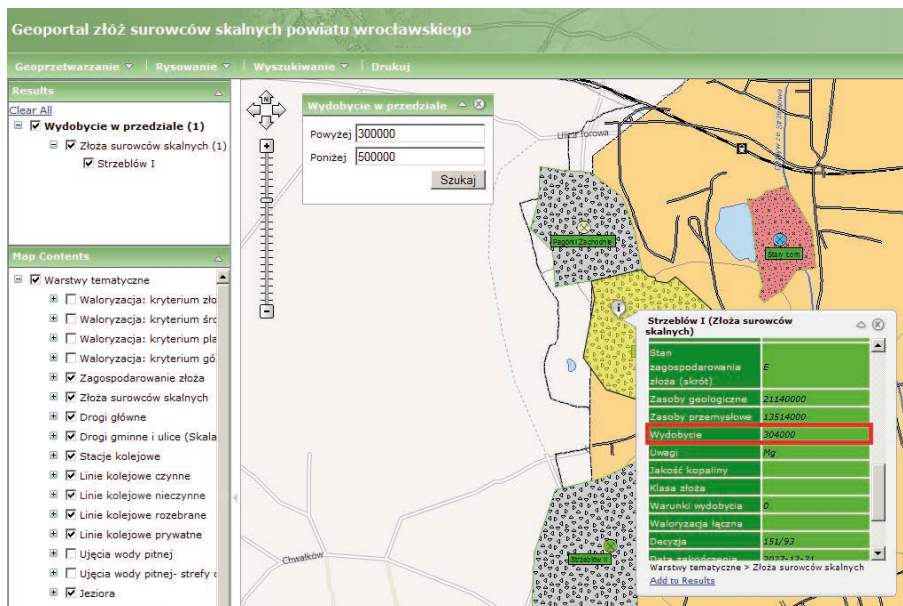 Geoportal złóż surowców skalnych powiatu wrocławskiego
Geoprzetwarzanie Rysowanie Wyszukiwanie Drukuj
Results
Clear All
Wydobycie w przedziale (1)
Złoża surowców skalnych (1)
Strzeblów I
Map Contents
Warstwy tematyczne
Waloryzacja: kryterium zło
Waloryzacja: kryterium śro
Waloryzacja: kryterium pla
Waloryzacja: kryterium gó
Zagospodarowanie złoża
Złoża surowców skalnych
Drogi główne
Drogi gminne i ulice (Skala
Stacje kolejowe
Linie kolejowe czynne
Linie kolejowe nieczynne
Linie kolejowe rozebrane
Linie kolejowe prywatne
Ujęcia wody pitnej
Ujęcia wody pitnej- strefy
Jeziora
N
Wydobycie w przedziale
Powyżej 300000
Poniżej 500000
Szukaj
Ulica Torowa
Pagórki Zachodnie
Stary Łom
Chwałków
Strzeblów I (Złoża surowców
skalnych)
Stan
zagospodarowania
złoża (skrót) E
Zasoby geologiczne 21140000
Zasoby przemysłowe 13514000
Wydobycie 304000
Uwagi Mg
Jakość kopaliny
Klasa złoża
Warunki wydobycia D
Waloryzacja łączna
Decyzja 151/93
Data zakończenia 2027-12-31
Warstwy tematyczne > Złoża surowców skalnych
Add to Results